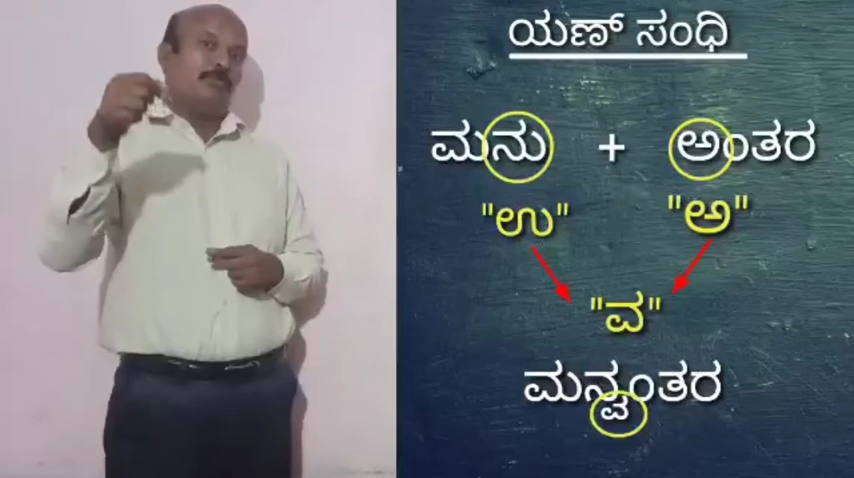 ಯಣ್ ಸಂಧಿ
ಮನು + ಅಂತರ
"ಉ" "ಅ"
"ವ"
ಮನ್ವಂತರ